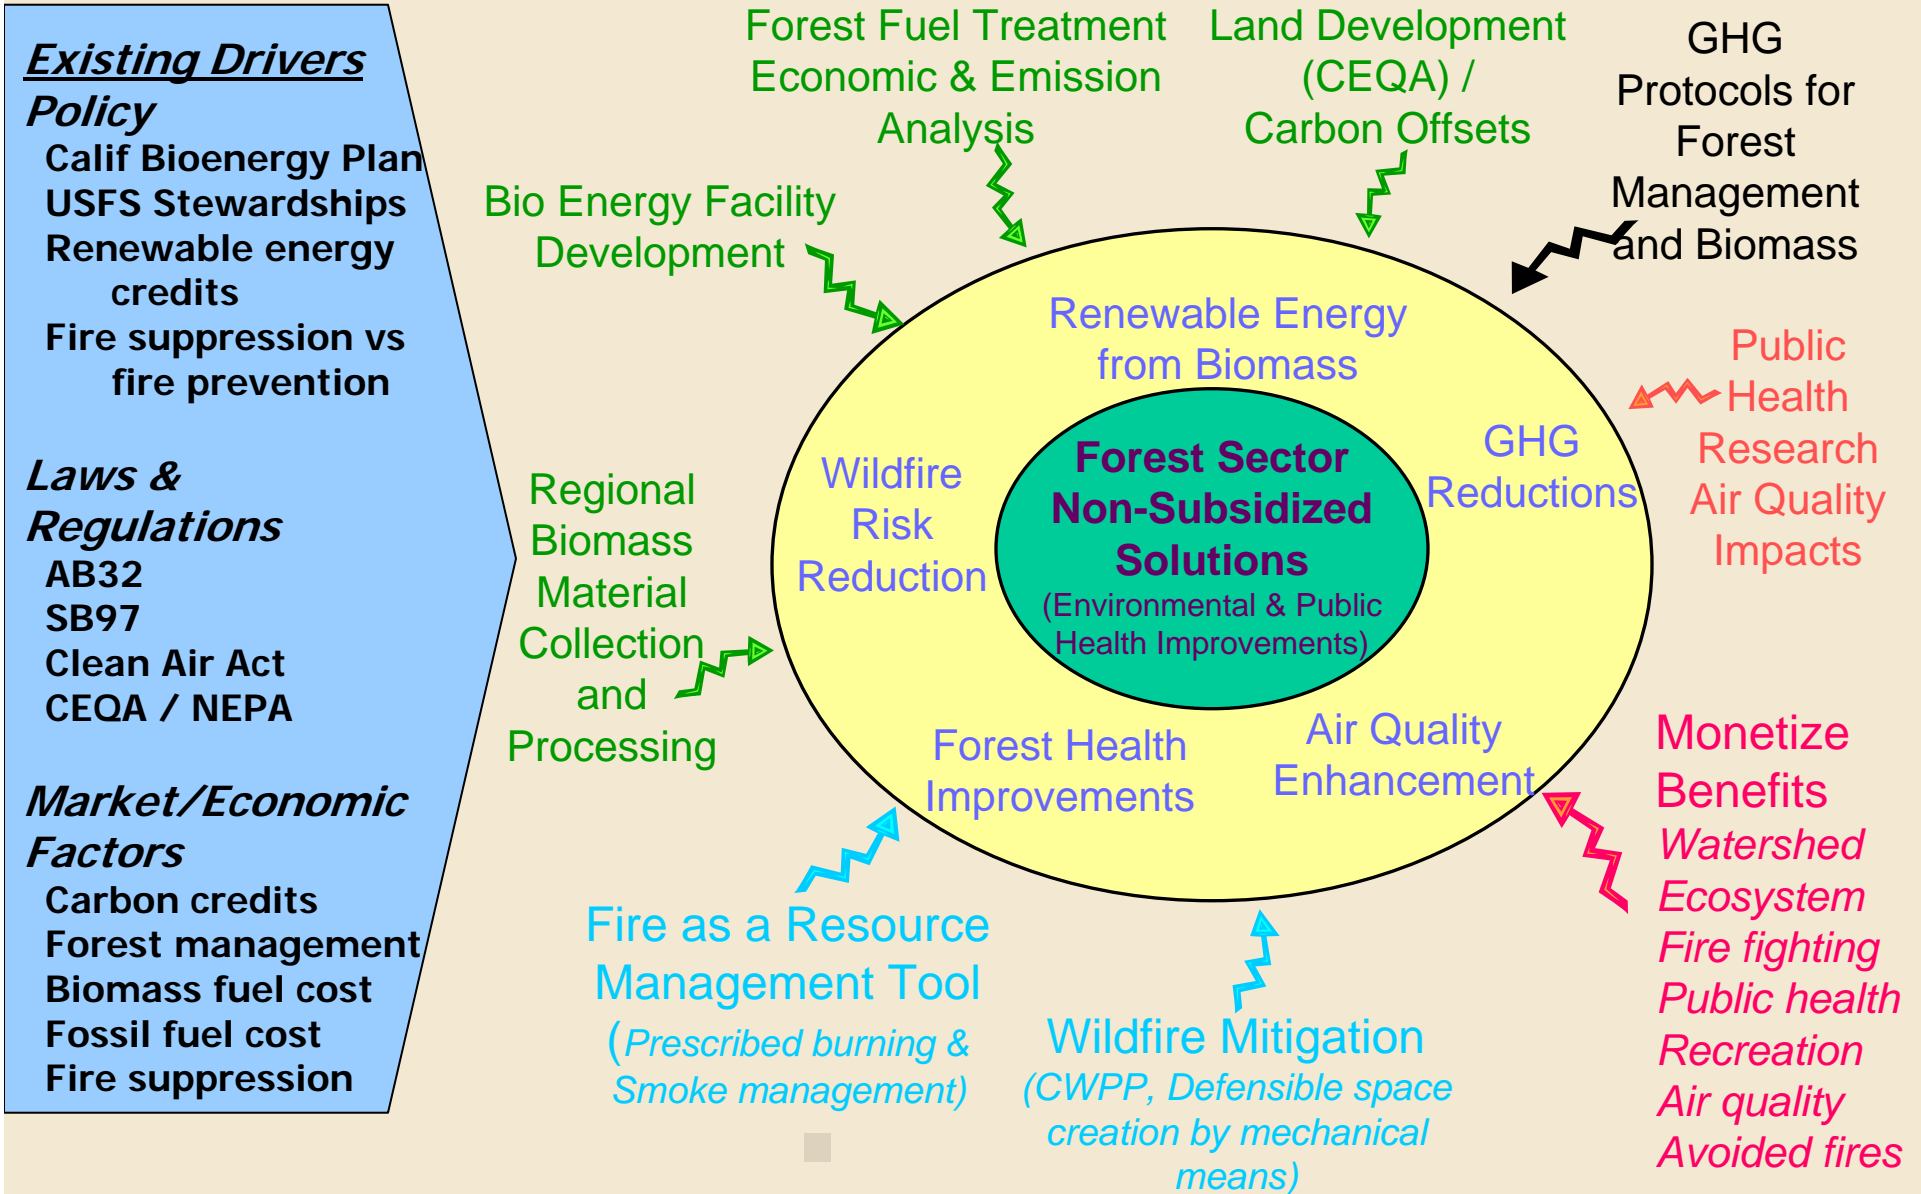 Existing Drivers
Policy
Calif Bioenergy Plan
USFS Stewardships
Renewable energy
credits
Fire suppression vs
fire prevention
Laws &
Regulations
AB32
SB97
Clean Air Act
CEQA / NEPA
Market/Economic
Factors
Carbon credits
Forest management
Biomass fuel cost
Fossil fuel cost
Fire suppression
Forest Fuel Treatment
Economic & Emission
Analysis
Land Development
(CEQA) /
Carbon Offsets
GHG
Protocols for
Forest
Management
and Biomass
Bio Energy Facility
Development
Public
Health
Research
Air Quality
Impacts
Regional
Biomass
Material
Collection
and
Processing
Renewable Energy
from Biomass
Wildfire
Risk
Reduction
GHG
Reductions
Forest Sector
Non-Subsidized
Solutions
(Environmental & Public
Health Improvements)
Forest Health
Improvements
Air Quality
Enhancement
Monetize
Benefits
Watershed
Ecosystem
Fire fighting
Public health
Recreation
Air quality
Avoided fires
Fire as a Resource
Management Tool
(Prescribed burning &
Smoke management)
Wildfire Mitigation
(CWPP, Defensible space
creation by mechanical
means)